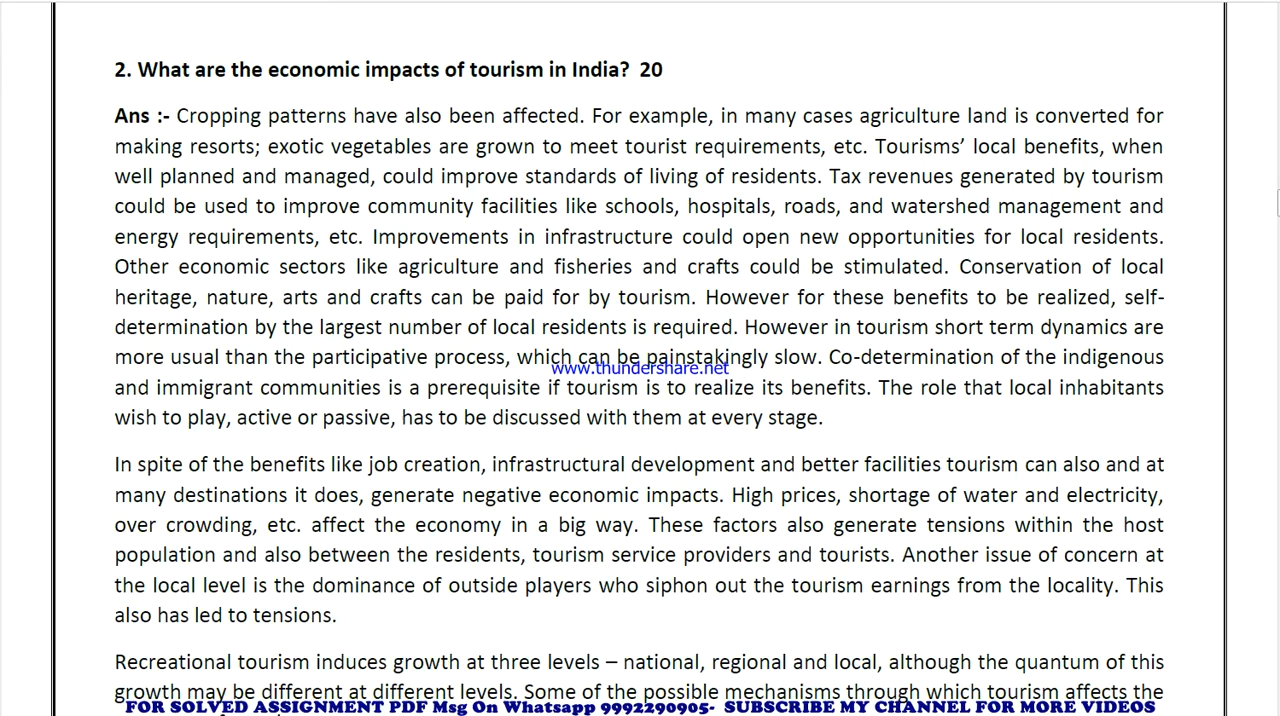 2. What are the economic impacts of tourism in India?  20
Ans :- Cropping patterns have also been affected. For example, in many cases agriculture land is converted for
making resorts; exotic vegetables are grown to meet tourist requirements, etc. Tourisms’ local benefits, when
well planned and managed, could improve standards of living of residents. Tax revenues generated by tourism
could be used to improve community facilities like schools, hospitals, roads, and watershed management and
energy requirements, etc. Improvements in infrastructure could open new opportunities for local residents.
Other economic sectors like agriculture and fisheries and crafts could be stimulated. Conservation of local
heritage, nature, arts and crafts can be paid for by tourism. However for these benefits to be realized, self-
determination by the largest number of local residents is required. However in tourism short term dynamics are
more usual than the participative process, which can be painstakingly slow. Co-determination of the indigenous
www.thundershare.net
and immigrant communities is a prerequisite if tourism is to realize its benefits. The role that local inhabitants
wish to play, active or passive, has to be discussed with them at every stage.
In spite of the benefits like job creation, infrastructural development and better facilities tourism can also and at
many destinations it does, generate negative economic impacts. High prices, shortage of water and electricity,
over crowding, etc. affect the economy in a big way. These factors also generate tensions within the host
population and also between the residents, tourism service providers and tourists. Another issue of concern at
the local level is the dominance of outside players who siphon out the tourism earnings from the locality. This
also has led to tensions.
Recreational tourism induces growth at three levels – national, regional and local, although the quantum of this
growth may be different at different levels. Some of the possible mechanisms through which tourism affects the
FOR SOLVED ASSIGNMENT PDF Msg On Whatsapp 9992290905- SUBSCRIBE MY CHANNEL FOR MORE VIDEOS